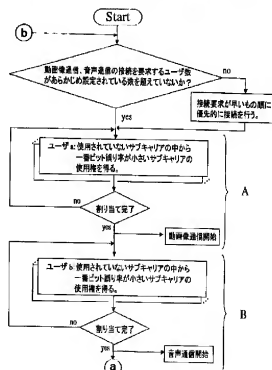 Start
b
動画像通信、音声通信の接続を要求するユーザ数
があらかじめ設定されている数を超えていないか？
no
接続要求が早いもの順に
優先的に接続を行う。
yes
ユーザa: 使用されていないサブキャリアの中から
一番ビット誤り率が小さいサブキャリアの
使用権を得る。
no
割り当て完了
A
yes
動画像通信開始
ユーザb: 使用されていないサブキャリアの中から
一番ビット誤り率が小さいサブキャリアの
使用権を得る。
B
no
割り当て完了
yes
音声通信開始
a